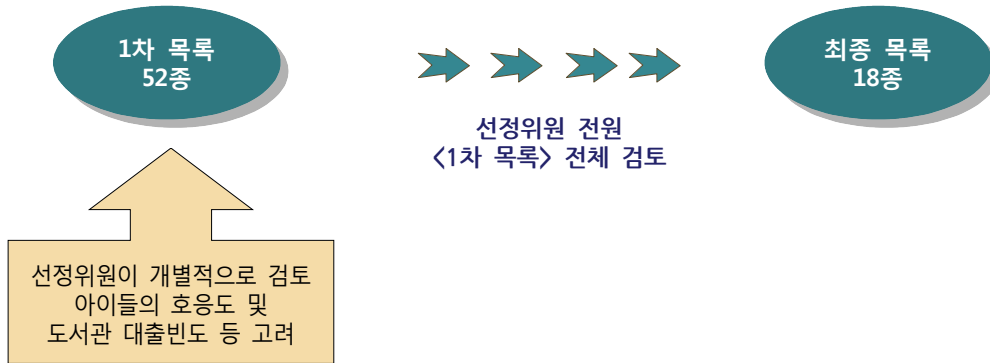 1차 목록
52종
최종 목록
18종
선정위원 전원
<1차 목록> 전체 검토
선정위원이 개별적으로 검토
아이들의 호응도 및
도서관 대출빈도 등 고려